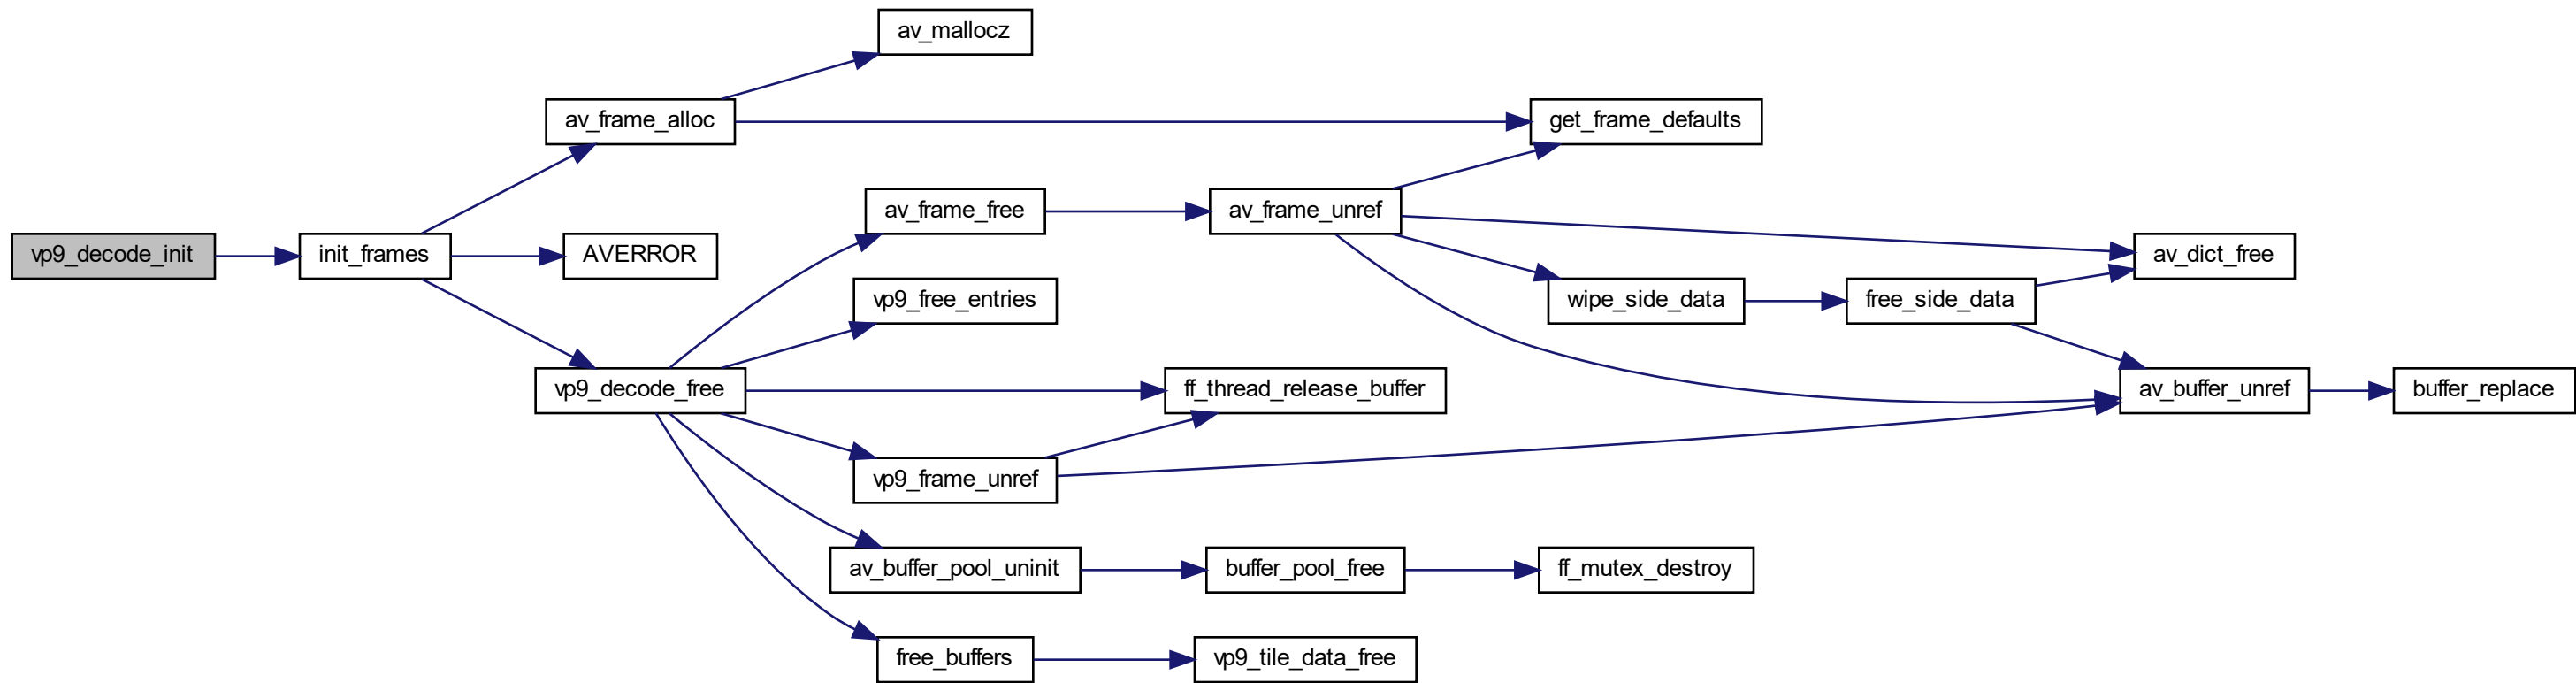 av_mallocz
av_frame_alloc
get_frame_defaults
av_frame_free
av_frame_unref
vp9_decode_init
init_frames
AVERROR
av_dict_free
vp9_free_entries
wipe_side_data
free_side_data
vp9_decode_free
ff_thread_release_buffer
av_buffer_unref
buffer_replace
vp9_frame_unref
av_buffer_pool_uninit
buffer_pool_free
ff_mutex_destroy
free_buffers
vp9_tile_data_free